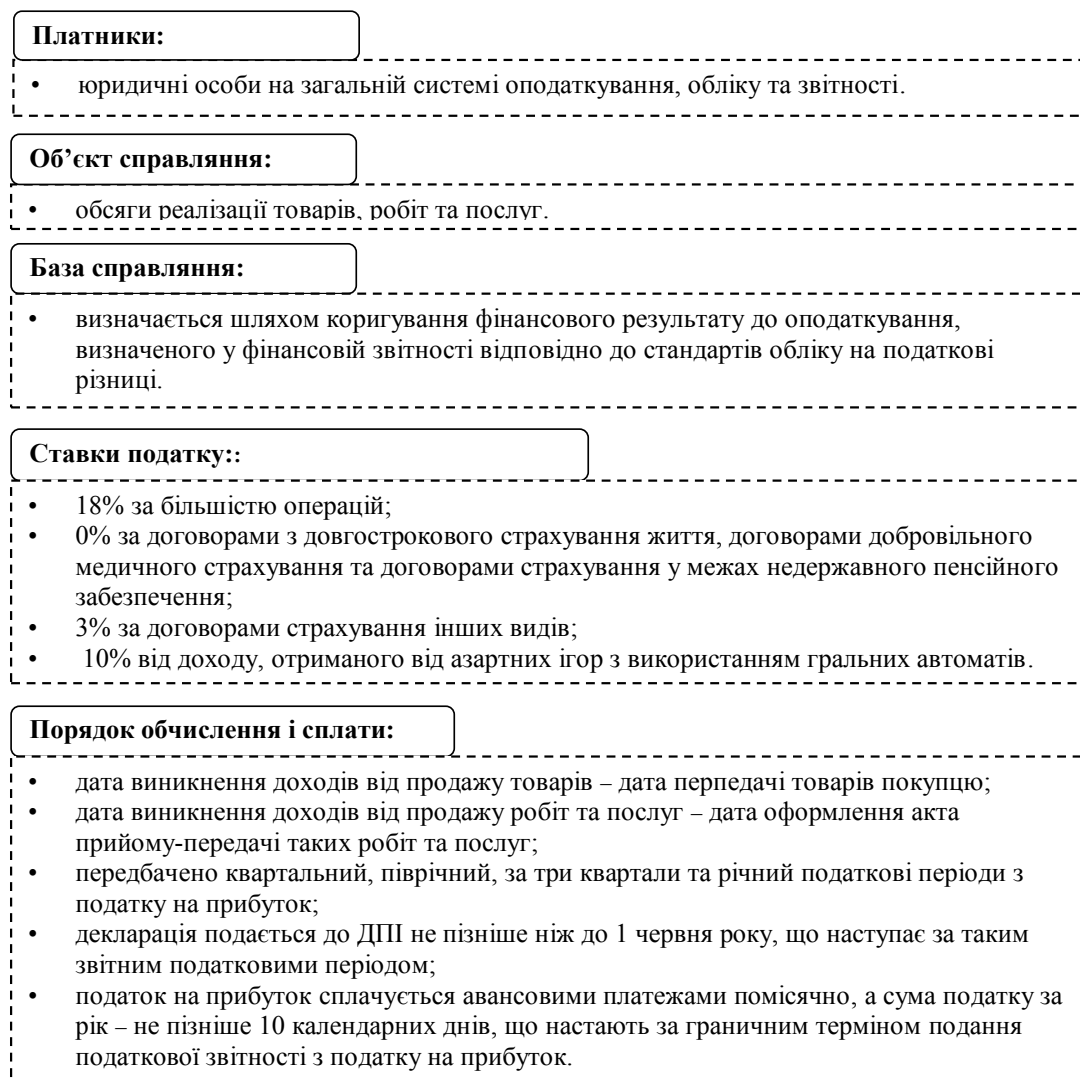 Платники:
• юридичні особи на загальній системі оподаткування, обліку та звітності.
Об’єкт справляння:
• обсяги реалізації товарів, робіт та послуг.
База справляння:
• визначається шляхом коригування фінансового результату до оподаткування,
визначеного у фінансовій звітності відповідно до стандартів обліку на податкові
різниці.
Ставки податку::
• 18% за більшістю операцій;
• 0% за договорами з довгострокового страхування життя, договорами добровільного
медичного страхування та договорами страхування у межах недержавного пенсійного
забезпечення;
• 3% за договорами страхування інших видів;
• 10% від доходу, отриманого від азартних ігор з використанням гральних автоматів.
Порядок обчислення і сплати:
• дата виникнення доходів від продажу товарів – дата перпедачі товарів покупцю;
• дата виникнення доходів від продажу робіт та послуг – дата оформлення акта
прийому-передачі таких робіт та послуг;
• передбачено квартальний, піврічний, за три квартали та річний податкові періоди з
податку на прибуток;
• декларація подається до ДПІ не пізніше ніж до 1 червня року, що наступає за таким
звітним податковими періодом;
• податок на прибуток сплачується авансовими платежами помісячно, а сума податку за
рік – не пізніше 10 календарних днів, що настають за граничним терміном подання
податкової звітності з податку на прибуток.